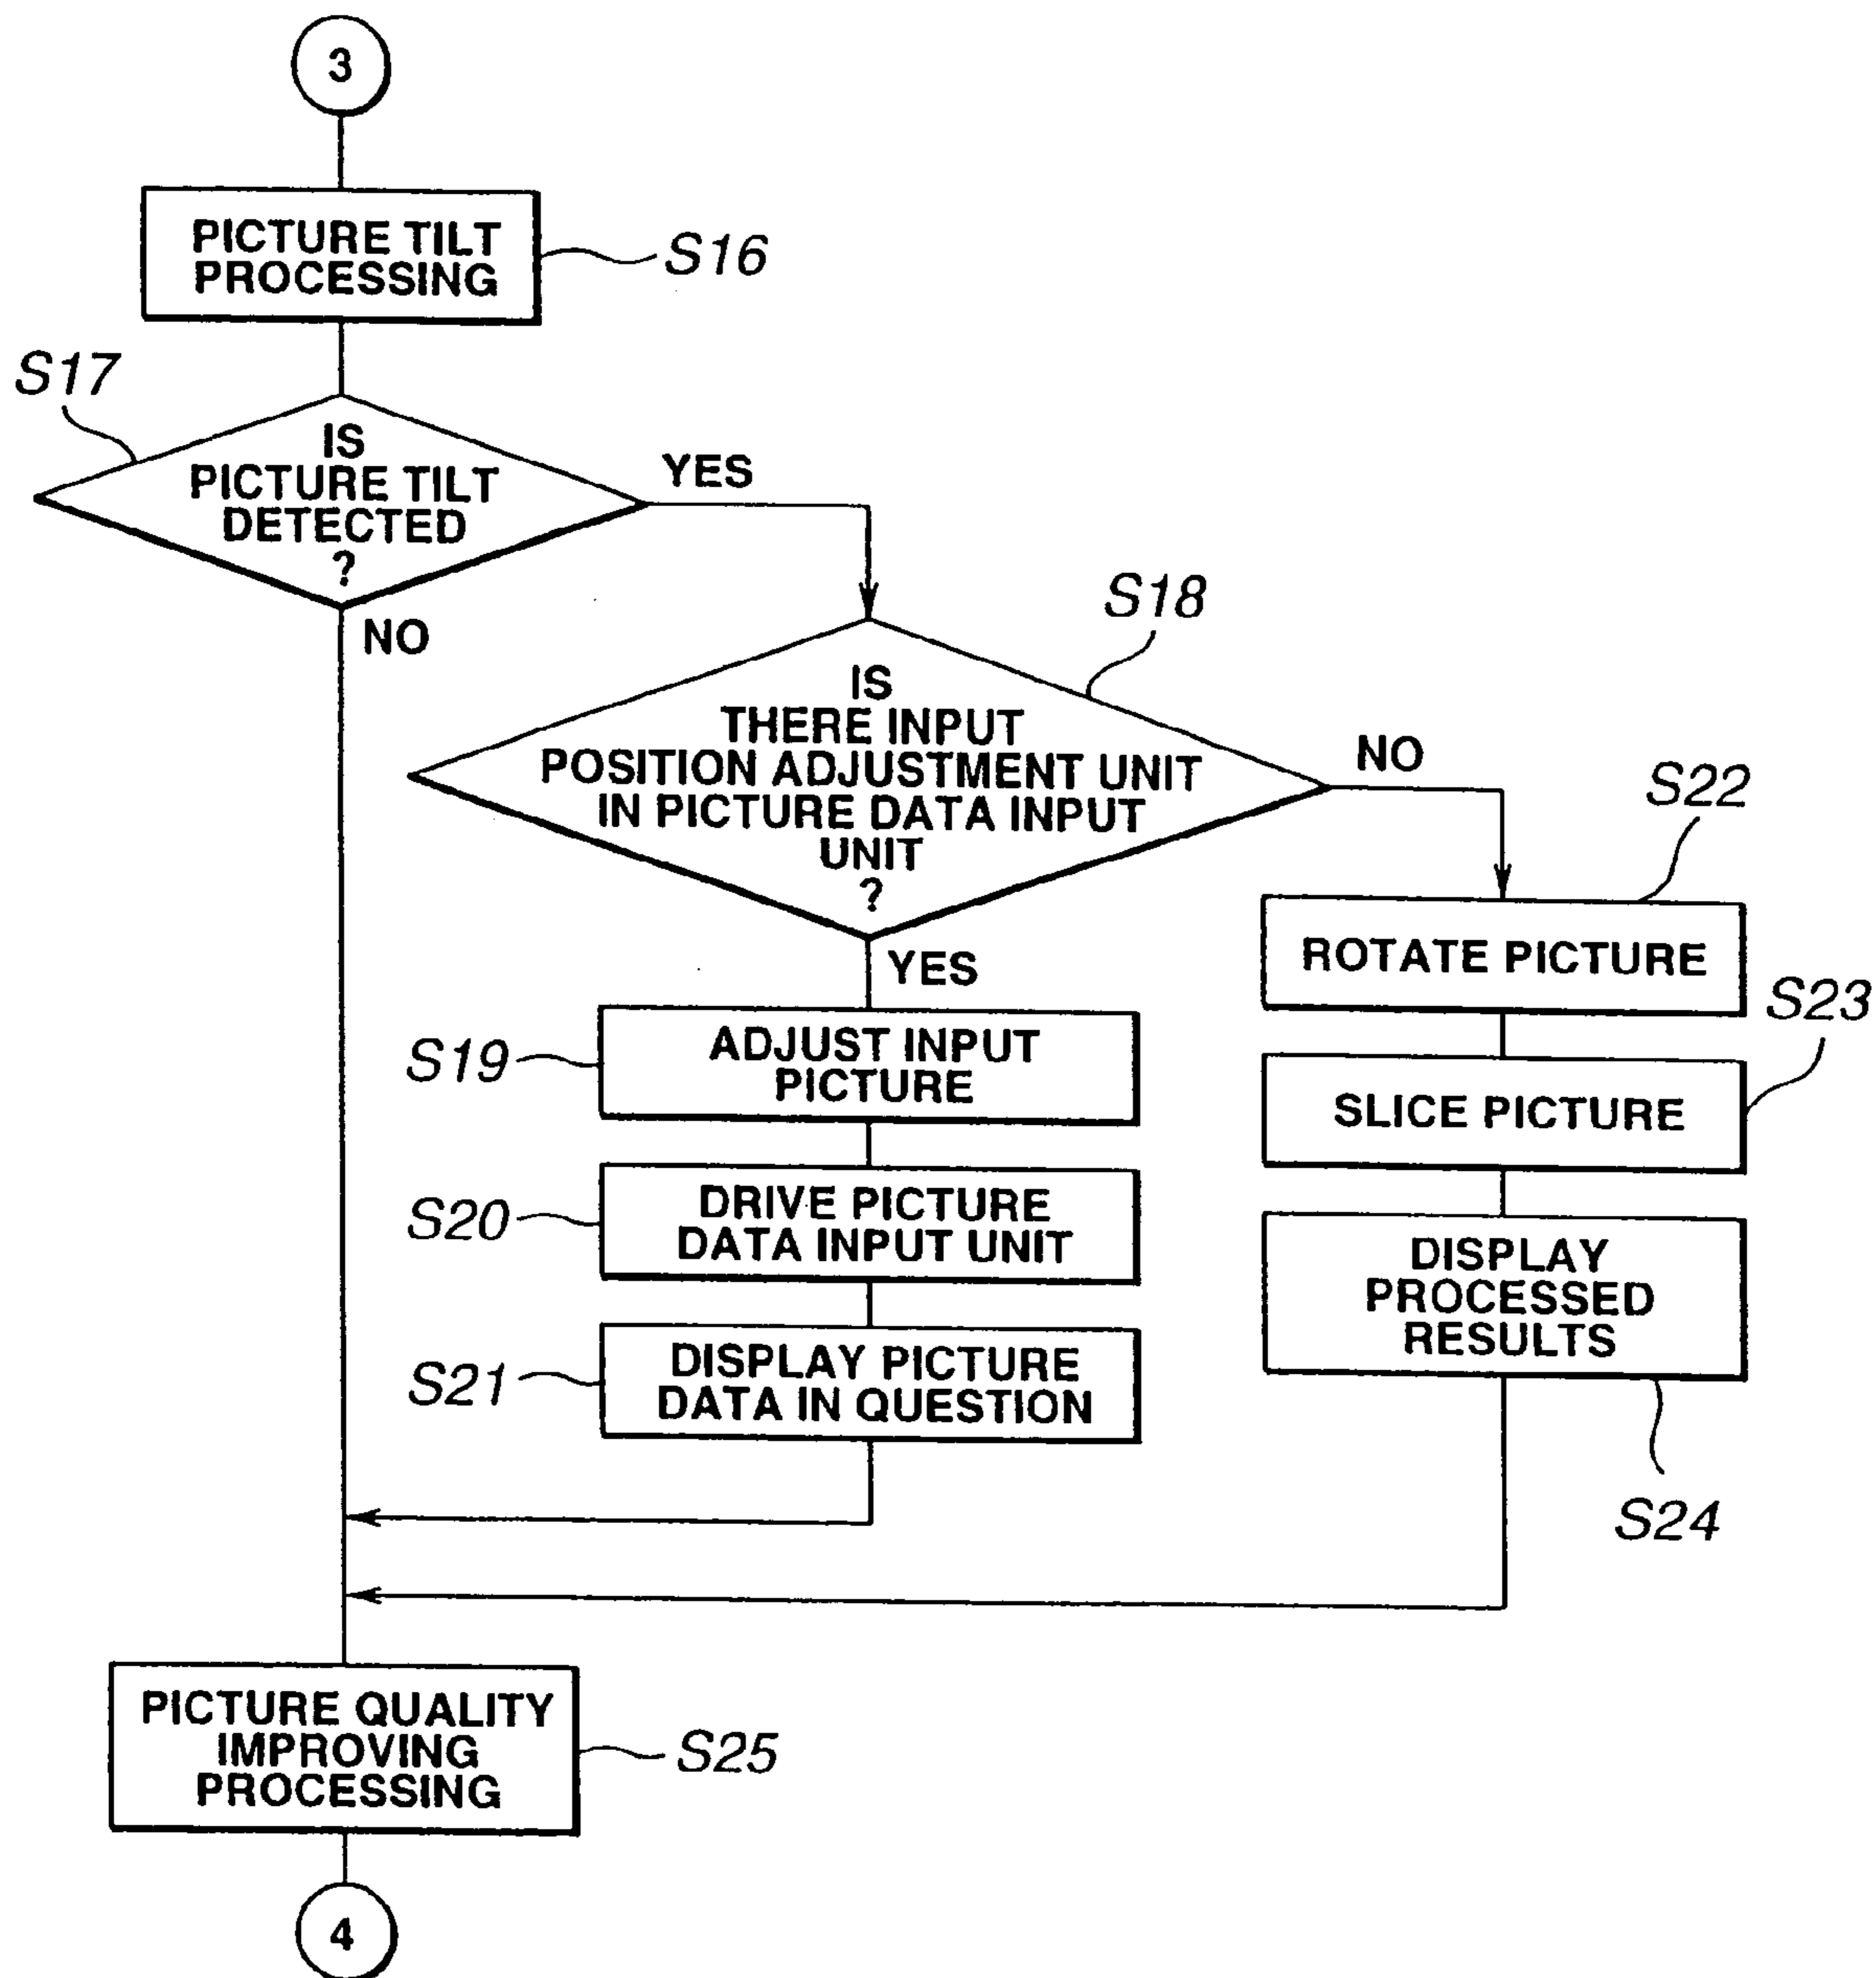 3
PICTURE TILT
PROCESSING
S16
S17
IS
PICTURE TILT
DETECTED
?
YES
NO
S18
IS
THERE INPUT
POSITION ADJUSTMENT UNIT
IN PICTURE DATA INPUT
UNIT
?
NO
YES
S22
ROTATE PICTURE
S23
SLICE PICTURE
S19
ADJUST INPUT
PICTURE
S20
DRIVE PICTURE
DATA INPUT UNIT
DISPLAY
PROCESSED
RESULTS
S24
S21
DISPLAY PICTURE
DATA IN QUESTION
PICTURE QUALITY
IMPROVING
PROCESSING
S25
4